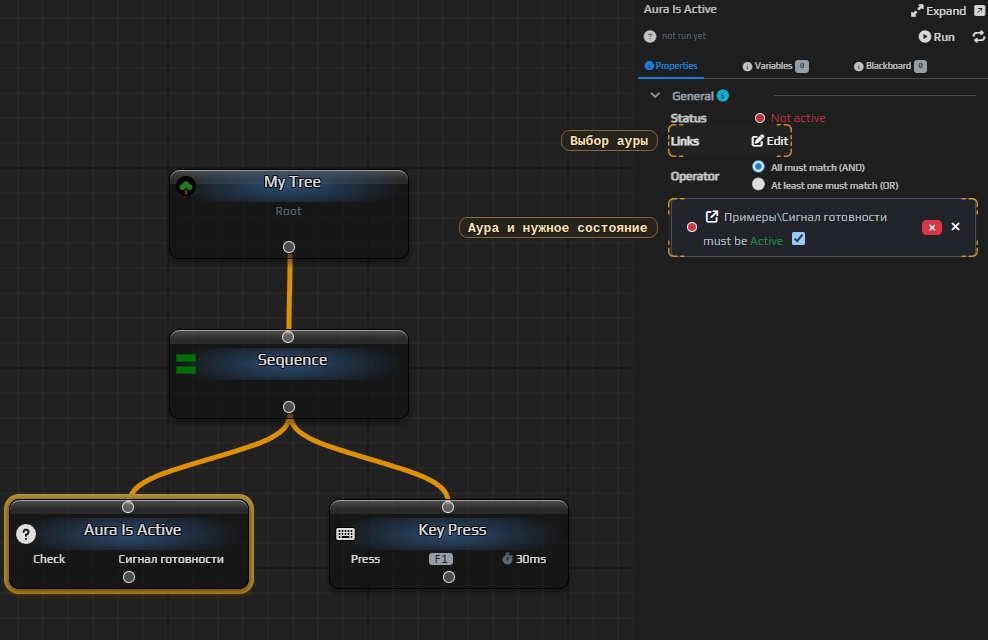 Aura Is Active
Expand
not run yet
Run
Properties
Variables 0
Blackboard 0
General
Status Not active
Выбор ауры
Links Edit
Operator
All must match (AND)
At least one must match (OR)
Аура и нужное состояние
Примеры\Сигнал готовности
must be Active
My Tree
Root
Sequence
Aura Is Active
Check Сигнал готовности
Key Press
Press F1 30ms